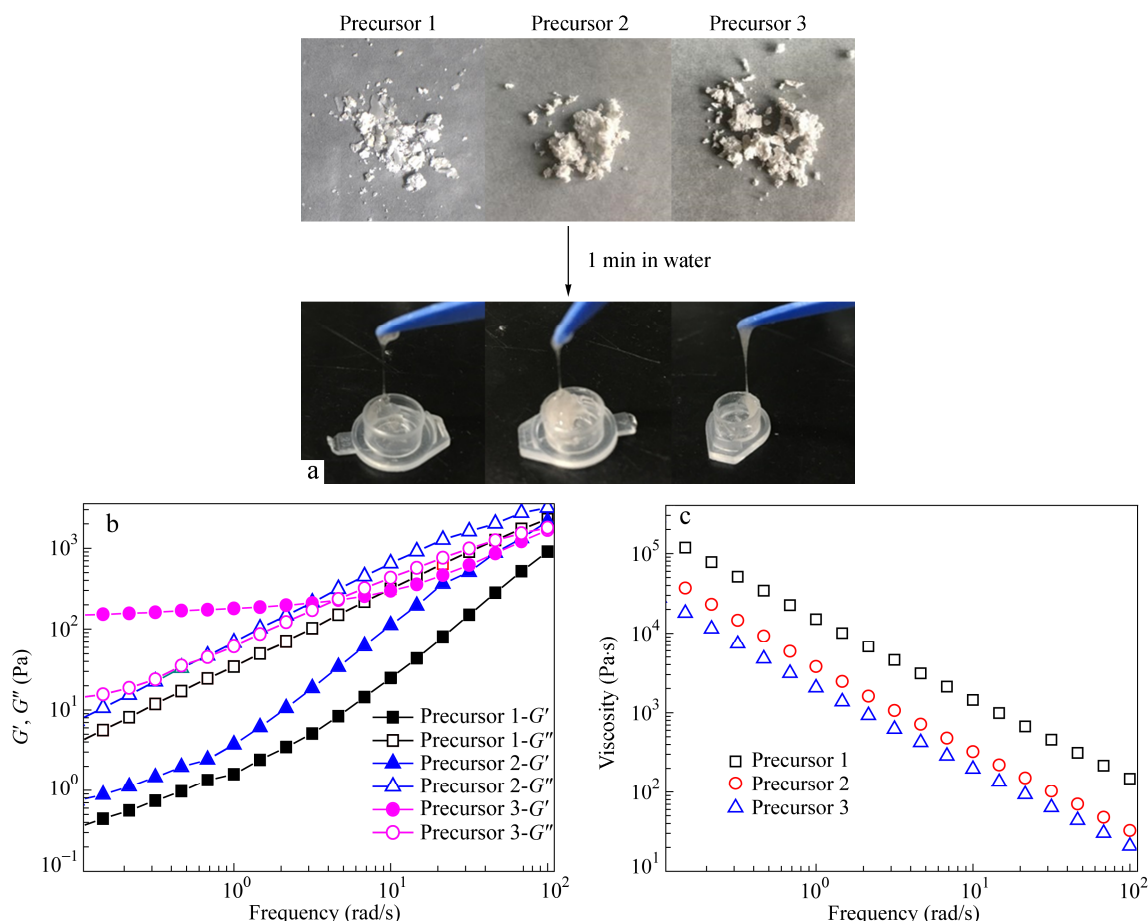 Precursor 1 Precursor 2 Precursor 3
1 min in water
a
b
10³
10²
10¹
10⁰
10⁻¹
G′, G″ (Pa)
Precursor 1-G′
Precursor 1-G″
Precursor 2-G′
Precursor 2-G″
Precursor 3-G′
Precursor 3-G″
10⁰ 10¹ 10²
Frequency (rad/s)
c
10⁵
10⁴
10³
10²
10¹
Viscosity (Pa·s)
Precursor 1
Precursor 2
Precursor 3
10⁰ 10¹ 10²
Frequency (rad/s)